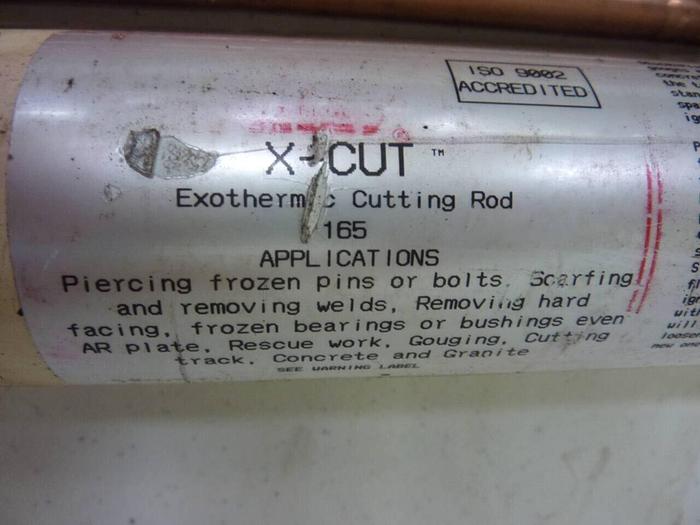 ISO 9002
ACCREDITED
X-CUT ™
Exothermic Cutting Rod
165
APPLICATIONS
Piercing frozen pins or bolts. Scarfing
and removing welds, Removing hard
facing, frozen bearings or bushings even
AR plate, Rescue work, Gouging, Cutting
track, Concrete and Granite
SEE WARNING LABEL